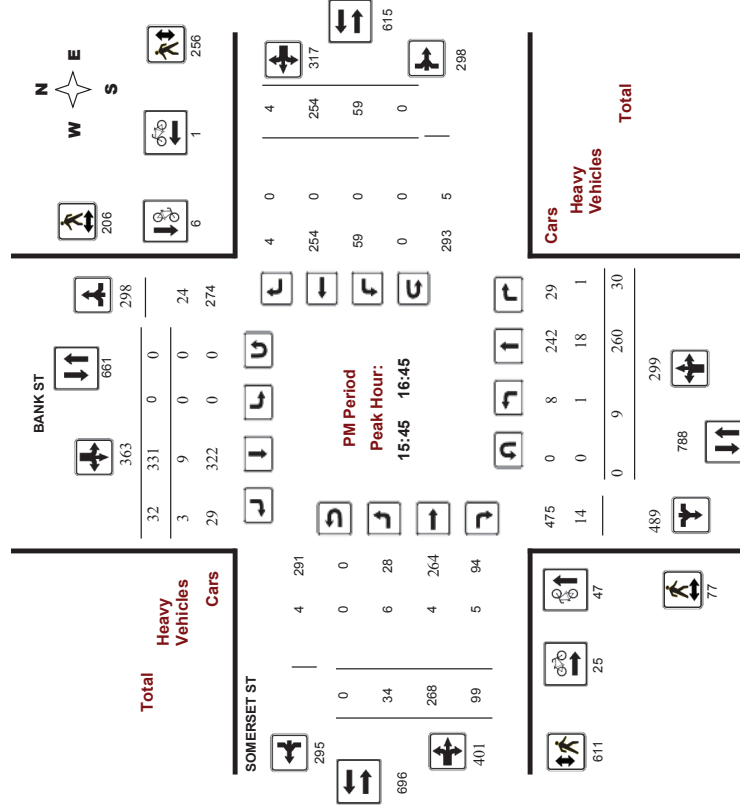 N
W E
S
256
206
1
6
BANK ST
298
661
363
32 331 0 0
3 9 0 0 24
29 322 0 0 274
615
317
298
4 0 4
254 0 254
59 0 59
0 0 0
5 293
PM Period
Peak Hour:
15:45 16:45
Total
Heavy
Vehicles
Cars
SOMERSET ST
295
696
401
4 291
0 0 0
34 6 28
268 4 264
99 5 94
Cars
Heavy
Vehicles
Total
475 0 8 242 29
14 0 1 18 1
0 9 260 30
489
788
299
47
25
77
611